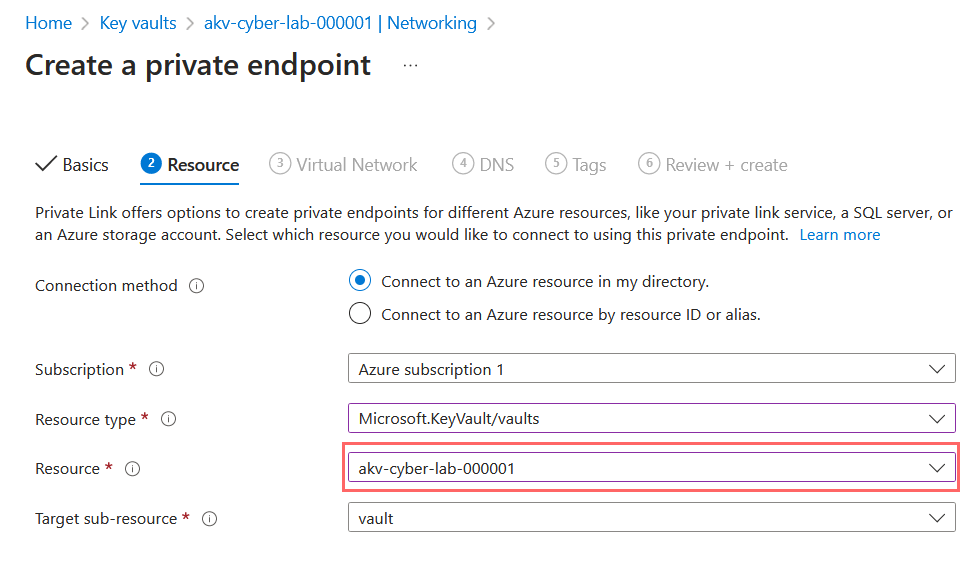 Home > Key vaults > akv-cyber-lab-000001 | Networking >
Create a private endpoint ...
Basics 2 Resource 3 Virtual Network 4 DNS 5 Tags 6 Review + create
Private Link offers options to create private endpoints for different Azure resources, like your private link service, a SQL server, or
an Azure storage account. Select which resource you would like to connect to using this private endpoint. Learn more
Connection method Connect to an Azure resource in my directory.
Connect to an Azure resource by resource ID or alias.
Subscription * Azure subscription 1
Resource type * Microsoft.KeyVault/vaults
Resource * akv-cyber-lab-000001
Target sub-resource * vault